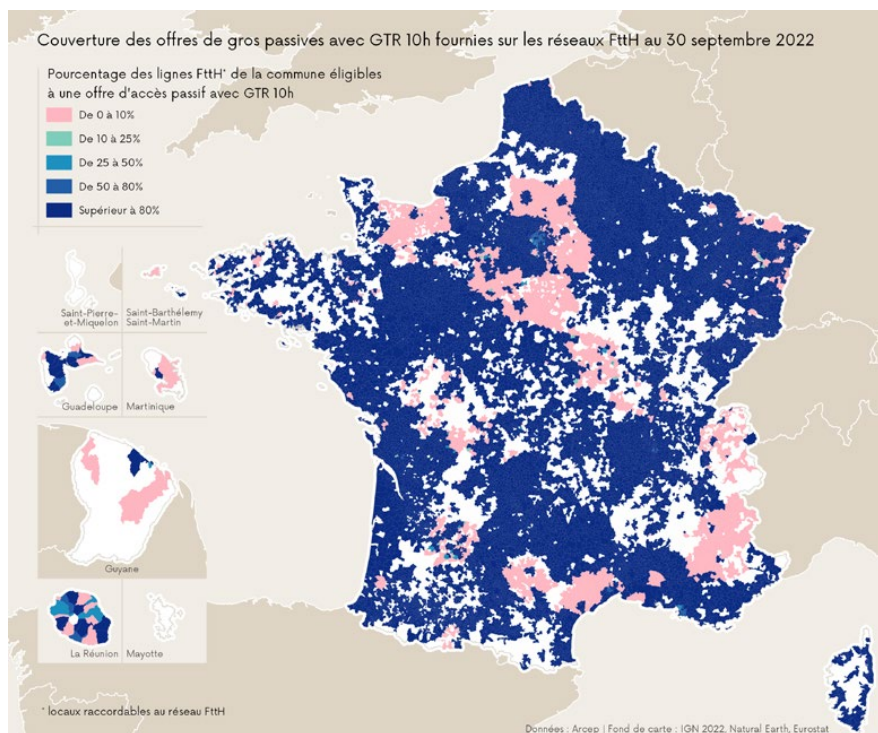 Couverture des offres de gros passives avec GTR 10h fournies sur les réseaux FttH au 30 septembre 2022
Pourcentage des lignes FttH* de la commune éligibles
à une offre d'accès passif avec GTR 10h
De 0 à 10%
De 10 à 25%
De 25 à 50%
De 50 à 80%
Supérieur à 80%
Saint-Pierre-
et-Miquelon
Saint-Barthélemy
Saint-Martin
Guadeloupe
Martinique
Guyane
La Réunion
Mayotte
* locaux raccordables au réseau FttH
Données : Arcep | Fond de carte : IGN 2022, Natural Earth, Eurostat